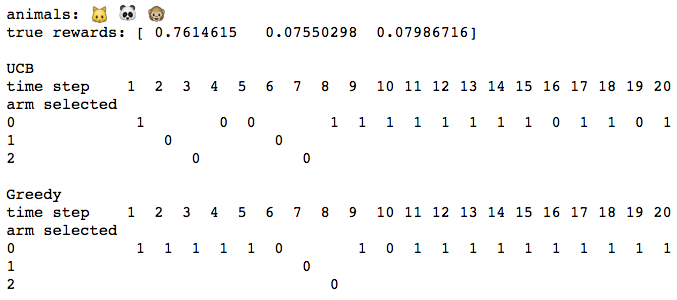 animals: 🐱 🐼 🐵
true rewards: [ 0.7614615   0.07550298  0.07986716]
UCB
time step     1  2  3  4  5  6  7  8  9  10 11 12 13 14 15 16 17 18 19 20
arm selected
0              1        0  0        1  1  1  1  1  1  1  1  0  1  1  0  1
1                 0           0
2                    0           0
Greedy
time step     1  2  3  4  5  6  7  8  9  10 11 12 13 14 15 16 17 18 19 20
arm selected
0              1  1  1  1  1  0        1  0  1  1  1  1  1  1  1  1  1  1
1                                0
2                                   0